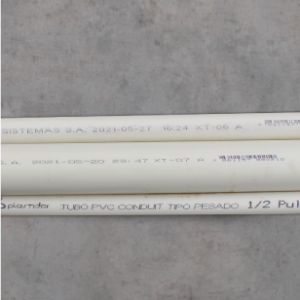 SISTEMAS S.A. 2021-05-27 16:24 XT-06 A
S.A. 2021-05-20 23:47 XT-07 A
plastidor TUBO PVC CONDUIT TIPO PESADO 1/2 Pul